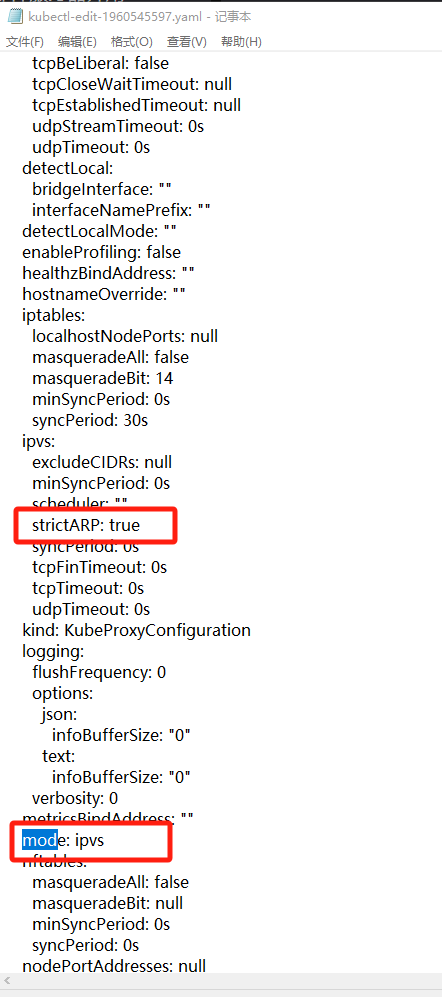 kubectl-edit-1960545597.yaml - 记事本
文件(F) 编辑(E) 格式(O) 查看(V) 帮助(H)
tcpBeLiberal: false
tcpCloseWaitTimeout: null
tcpEstablishedTimeout: null
udpStreamTimeout: 0s
udpTimeout: 0s
detectLocal:
bridgeInterface: ""
interfaceNamePrefix: ""
detectLocalMode: ""
enableProfiling: false
healthzBindAddress: ""
hostnameOverride: ""
iptables:
localhostNodePorts: null
masqueradeAll: false
masqueradeBit: 14
minSyncPeriod: 0s
syncPeriod: 30s
ipvs:
excludeCIDRs: null
minSyncPeriod: 0s
scheduler: ""
strictARP: true
syncPeriod: 0s
tcpFinTimeout: 0s
tcpTimeout: 0s
udpTimeout: 0s
kind: KubeProxyConfiguration
logging:
flushFrequency: 0
options:
json:
infoBufferSize: "0"
text:
infoBufferSize: "0"
verbosity: 0
metricsBindAddress: ""
mode: ipvs
nftables:
masqueradeAll: false
masqueradeBit: null
minSyncPeriod: 0s
syncPeriod: 0s
nodePortAddresses: null